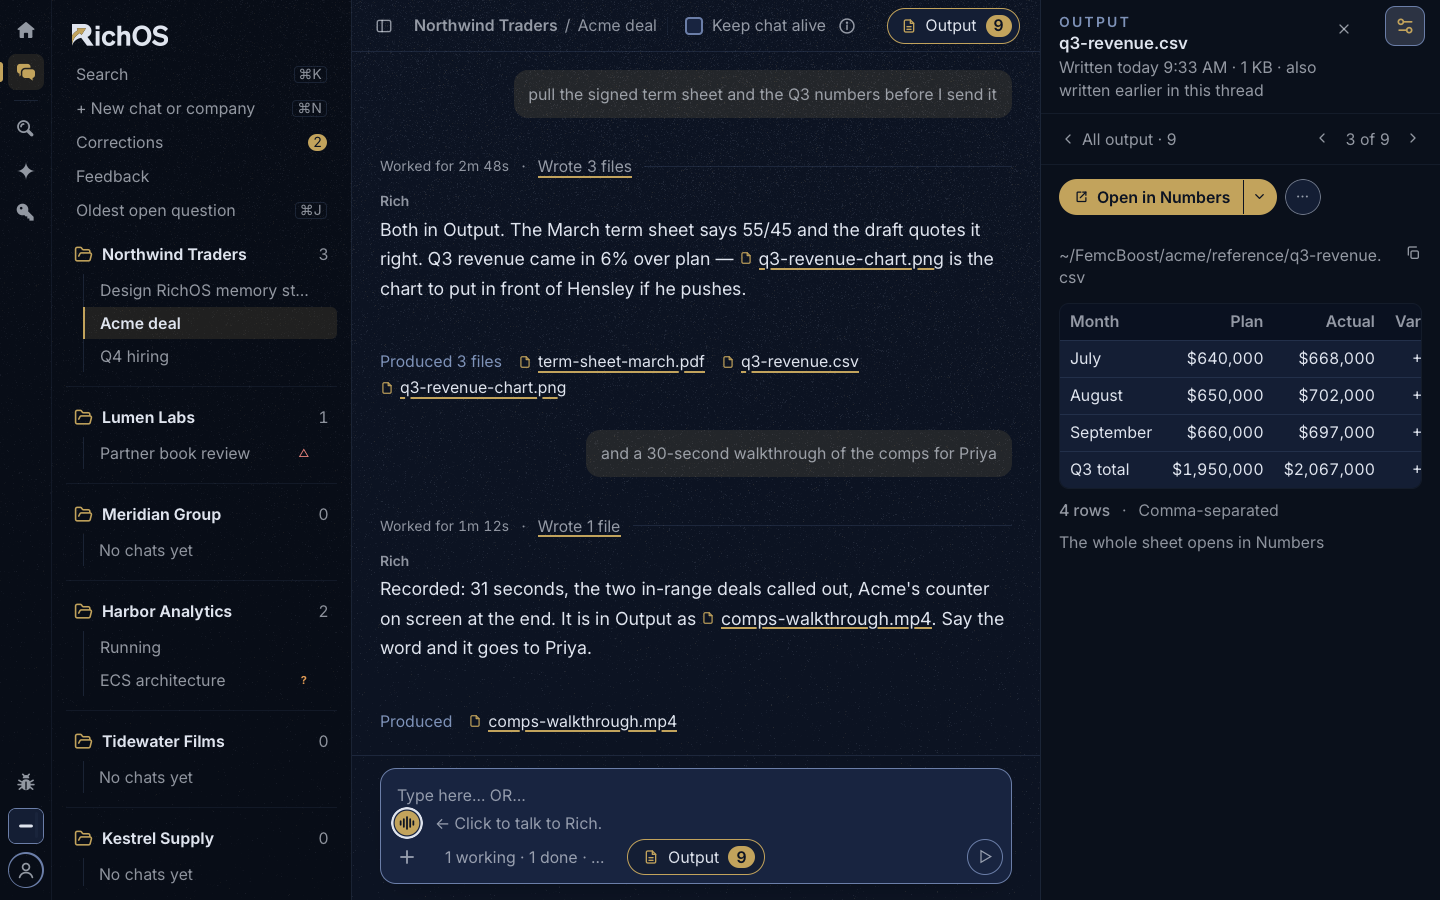 RichOS
Search ⌘K
+ New chat or company ⌘N
Corrections 2
Feedback
Oldest open question ⌘J
Northwind Traders 3
Design RichOS memory st...
Acme deal
Q4 hiring
Lumen Labs 1
Partner book review
Meridian Group 0
No chats yet
Harbor Analytics 2
Running
ECS architecture ?
Tidewater Films 0
No chats yet
Kestrel Supply 0
No chats yet
Northwind Traders / Acme deal
Keep chat alive
Output 9
pull the signed term sheet and the Q3 numbers before I send it
Worked for 2m 48s · Wrote 3 files
Rich
Both in Output. The March term sheet says 55/45 and the draft quotes it
right. Q3 revenue came in 6% over plan — q3-revenue-chart.png is the
chart to put in front of Hensley if he pushes.
Produced 3 files term-sheet-march.pdf q3-revenue.csv
q3-revenue-chart.png
and a 30-second walkthrough of the comps for Priya
Worked for 1m 12s · Wrote 1 file
Rich
Recorded: 31 seconds, the two in-range deals called out, Acme's counter
on screen at the end. It is in Output as comps-walkthrough.mp4. Say the
word and it goes to Priya.
Produced comps-walkthrough.mp4
Type here... OR...
← Click to talk to Rich.
1 working · 1 done · ...
Output 9
OUTPUT
q3-revenue.csv
Written today 9:33 AM · 1 KB · also
written earlier in this thread
All output · 9
3 of 9
Open in Numbers
~/FemcBoost/acme/reference/q3-revenue.
csv
Month Plan Actual Var
July $640,000 $668,000 +
August $650,000 $702,000 +
September $660,000 $697,000 +
Q3 total $1,950,000 $2,067,000 +
4 rows · Comma-separated
The whole sheet opens in Numbers